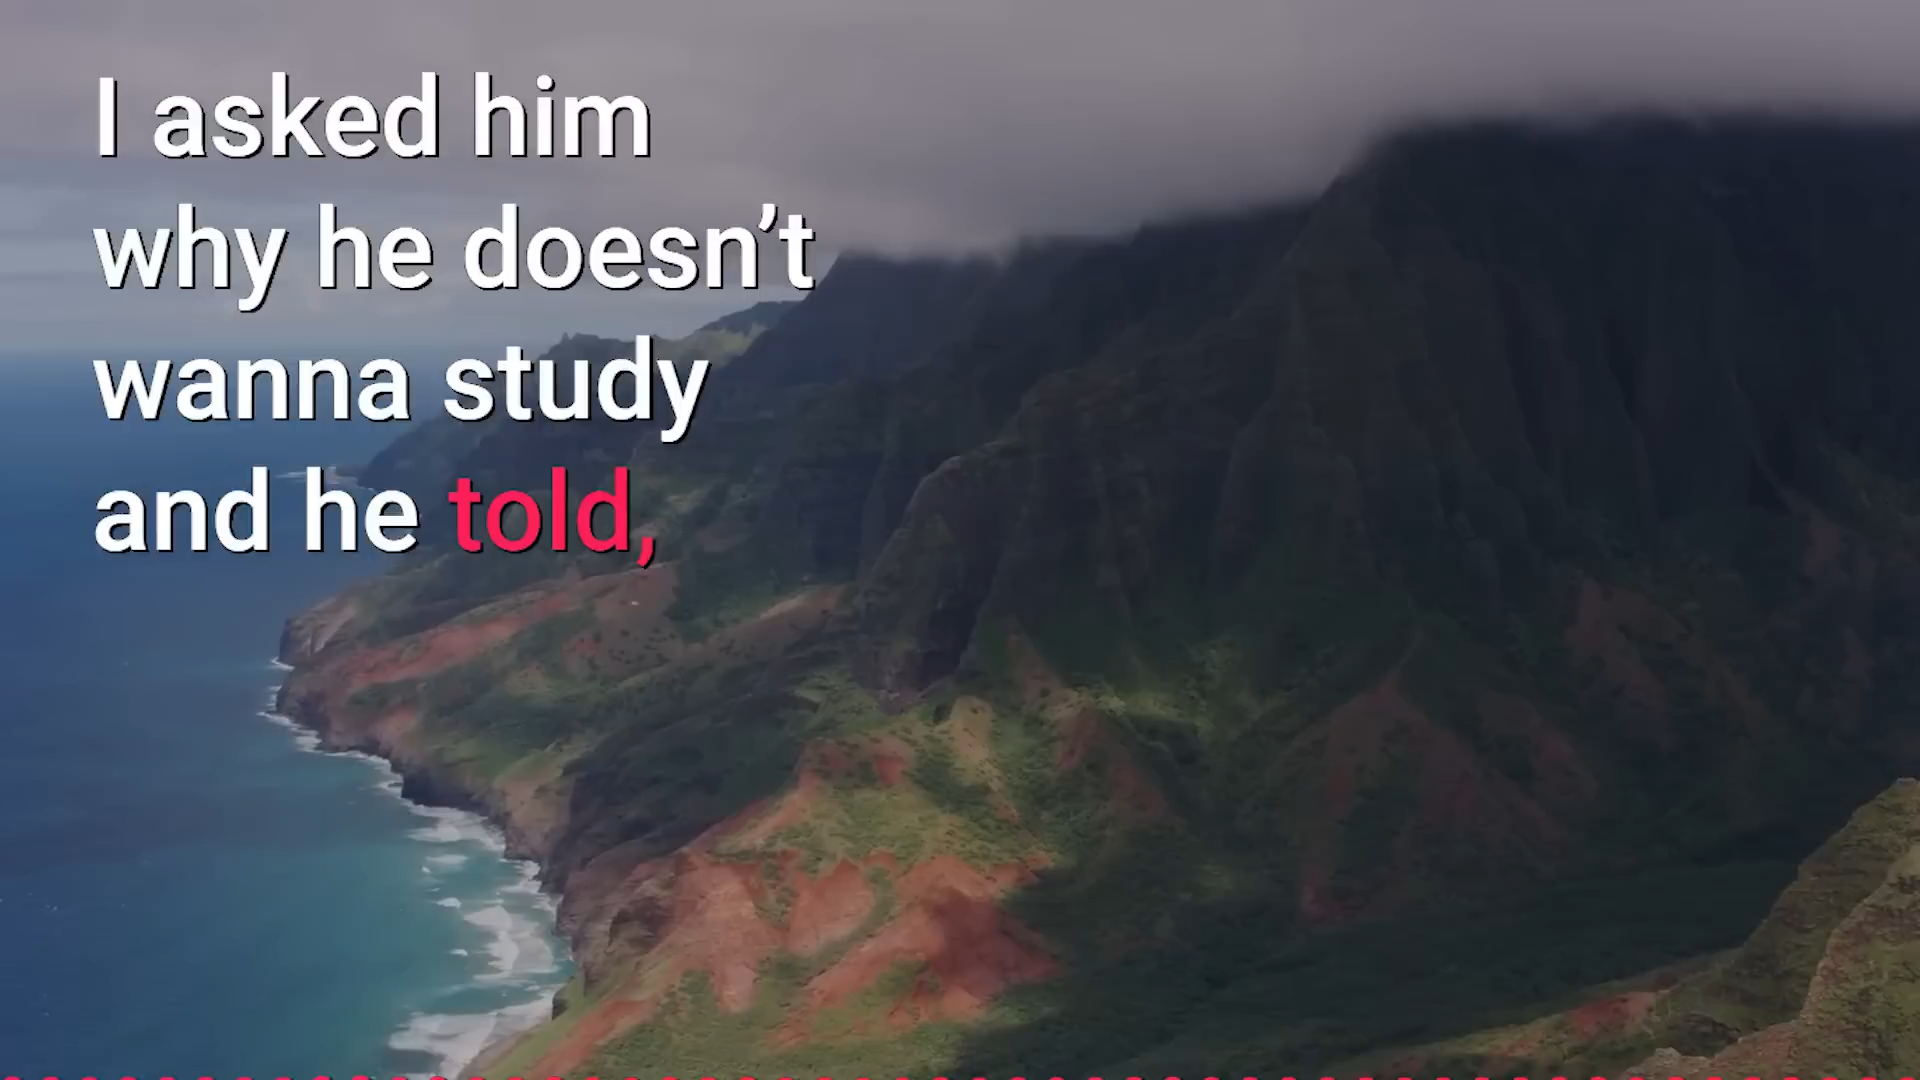 I asked him
why he doesn’t
wanna study
and he told,